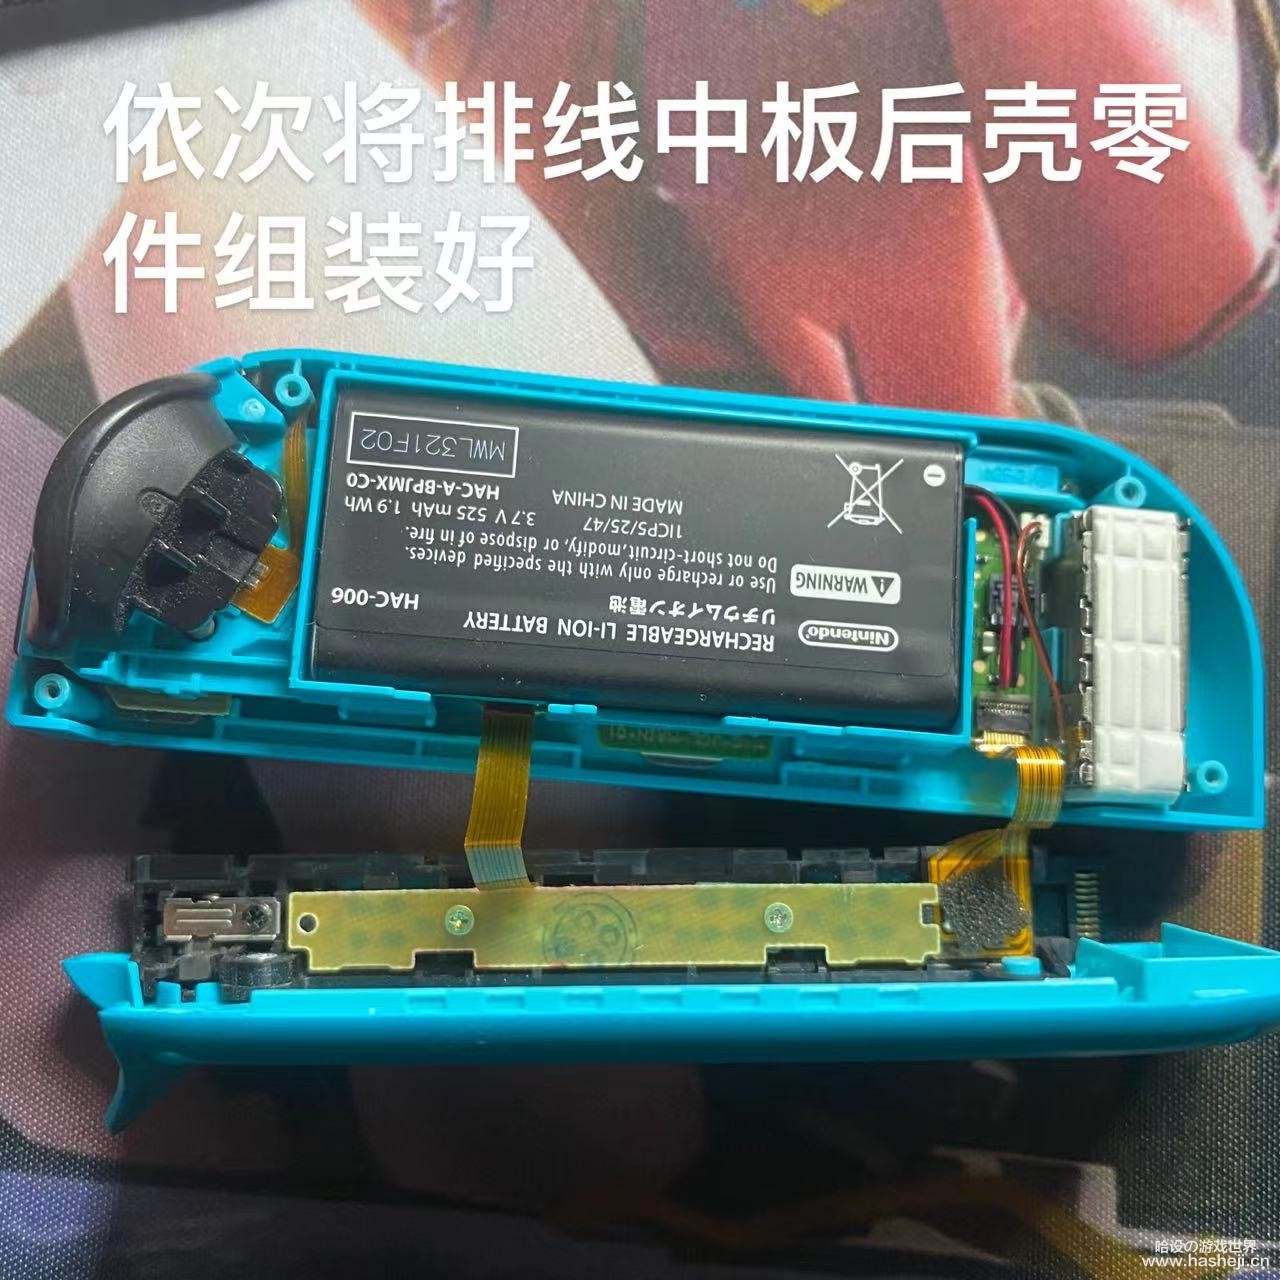 依次将排线中板后壳零
件组装好
Nintendo
RECHARGEABLE LI-ION BATTERY
リチウムイオン電池
HAC-006
WARNING
Use or recharge only with the specified devices.
Do not short-circuit, modify, or dispose of in fire.
1ICP5/25/47
3.7 V 525 mAh 1.9 Wh
MADE IN CHINA
HAC-A-BPJMX-C0
MWL321F02
哈设の游戏世界
www.hasheji.cn